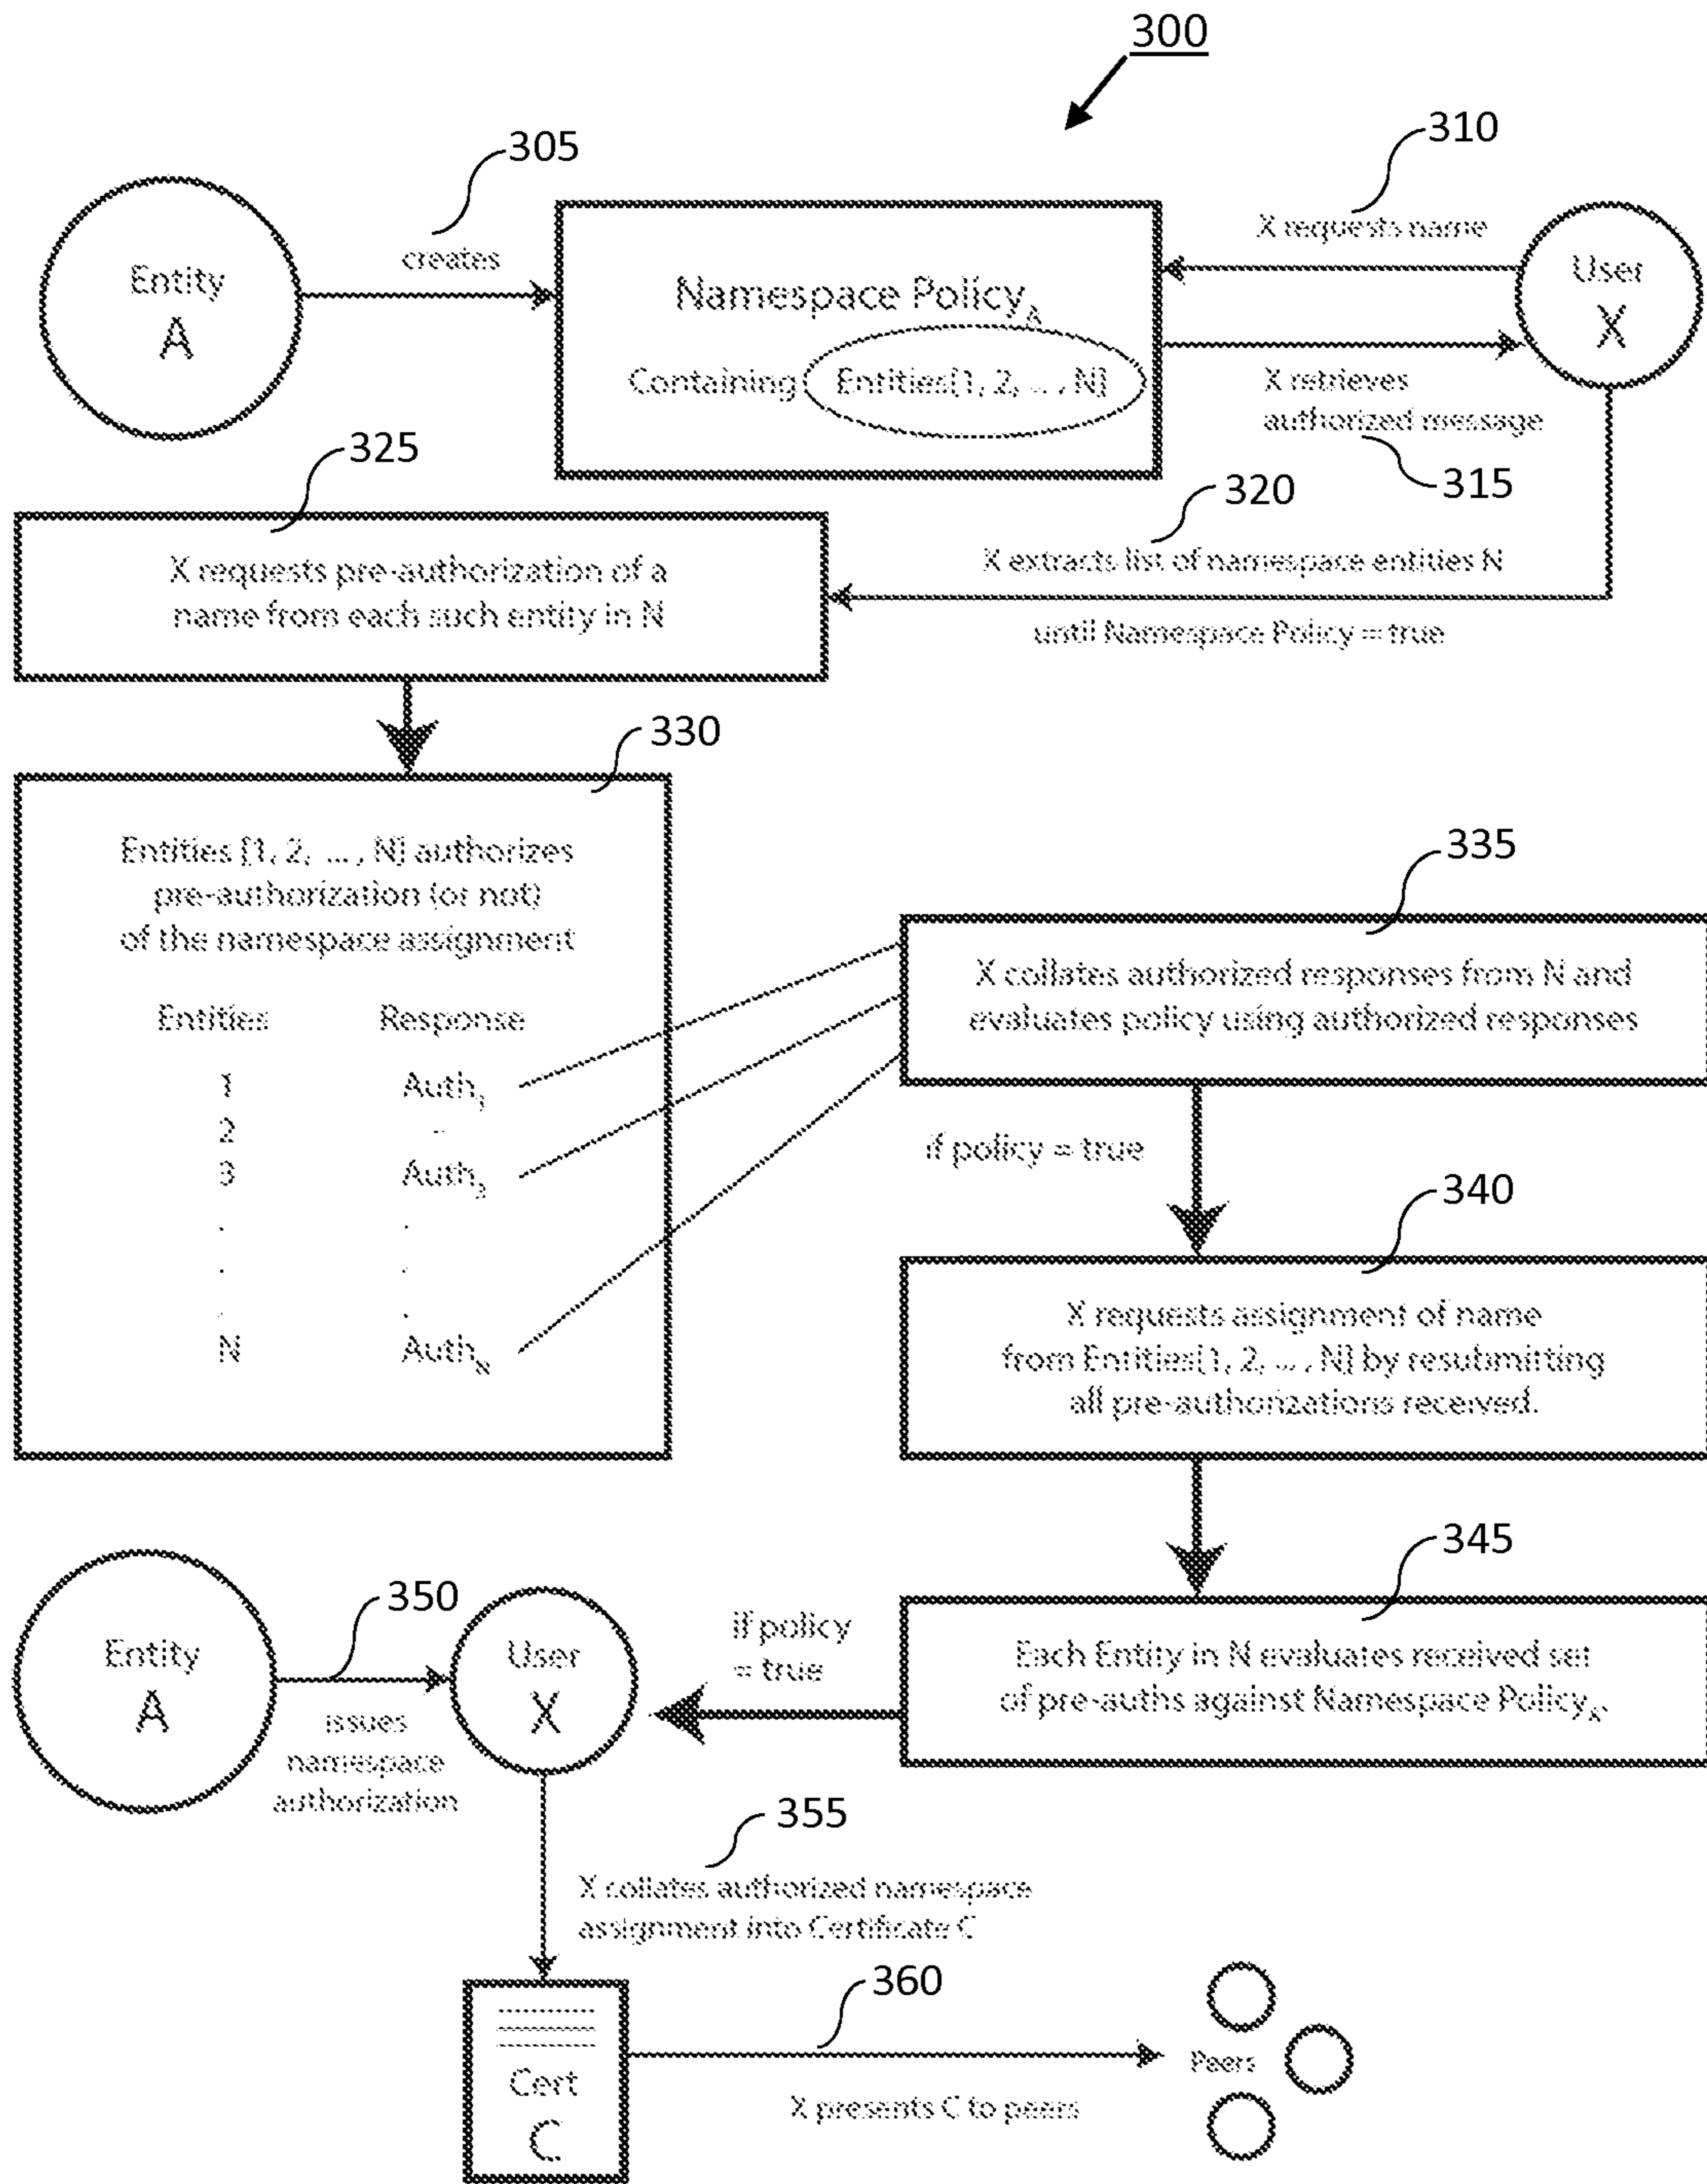 300
305
310
Entity
A
creates
Namespace Policy_A
Containing Entities[1, 2, ... , N]
X requests name
User
X
X retrieves
authorized message
315
320
325
X requests pre-authorization of a
name from each such entity in N
X extracts list of namespace entities N
until Namespace Policy = true
330
Entities [1, 2, ... , N] authorizes
pre-authorization (or not)
of the namespace assignment
Entities Response
1 Auth_1
2 -
3 Auth_3
. .
. .
. .
N Auth_N
335
X collates authorized responses from N and
evaluates policy using authorized responses
if policy = true
340
X requests assignment of name
from Entities[1, 2, ... , N] by resubmitting
all pre-authorizations received.
345
Each Entity in N evaluates received set
of pre-auths against Namespace Policy
if policy
= true
Entity
A
350
issues
namespace
authorization
User
X
355
X collates authorized namespace
assignment into Certificate C
Cert
C
360
X presents C to peers
Peers